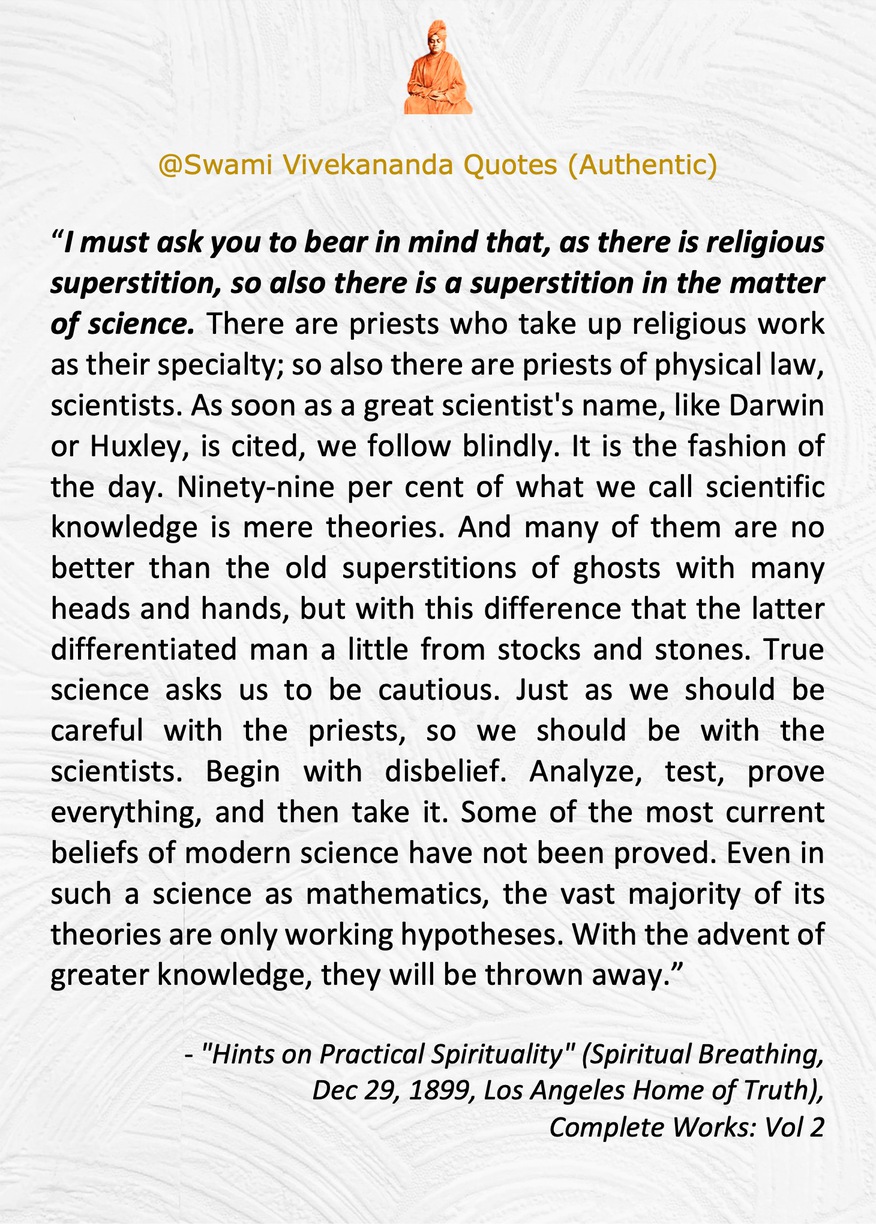 @Swami Vivekananda Quotes (Authentic)
“I must ask you to bear in mind that, as there is religious
superstition, so also there is a superstition in the matter
of science. There are priests who take up religious work
as their specialty; so also there are priests of physical law,
scientists. As soon as a great scientist's name, like Darwin
or Huxley, is cited, we follow blindly. It is the fashion of
the day. Ninety-nine per cent of what we call scientific
knowledge is mere theories. And many of them are no
better than the old superstitions of ghosts with many
heads and hands, but with this difference that the latter
differentiated man a little from stocks and stones. True
science asks us to be cautious. Just as we should be
careful with the priests, so we should be with the
scientists. Begin with disbelief. Analyze, test, prove
everything, and then take it. Some of the most current
beliefs of modern science have not been proved. Even in
such a science as mathematics, the vast majority of its
theories are only working hypotheses. With the advent of
greater knowledge, they will be thrown away.”
- "Hints on Practical Spirituality" (Spiritual Breathing,
Dec 29, 1899, Los Angeles Home of Truth),
Complete Works: Vol 2